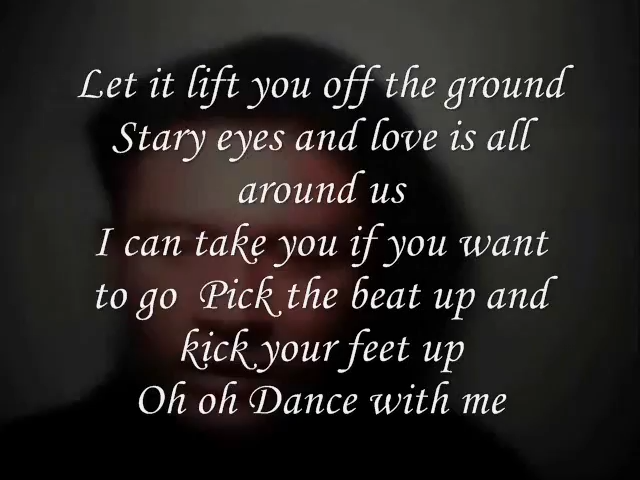 Let it lift you off the ground
Stary eyes and love is all
around us
I can take you if you want
to go  Pick the beat up and
kick your feet up
Oh oh Dance with me